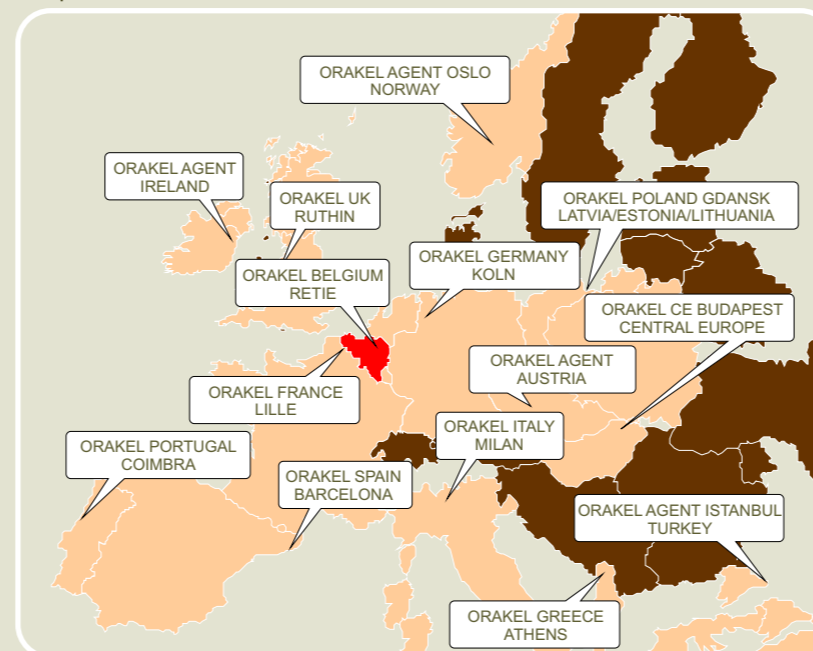 ORAKEL AGENT OSLO
NORWAY
ORAKEL AGENT
IRELAND
ORAKEL UK
RUTHIN
ORAKEL POLAND GDANSK
LATVIA/ESTONIA/LITHUANIA
ORAKEL BELGIUM
RETIE
ORAKEL GERMANY
KOLN
ORAKEL CE BUDAPEST
CENTRAL EUROPE
ORAKEL AGENT
AUSTRIA
ORAKEL FRANCE
LILLE
ORAKEL ITALY
MILAN
ORAKEL PORTUGAL
COIMBRA
ORAKEL SPAIN
BARCELONA
ORAKEL AGENT ISTANBUL
TURKEY
ORAKEL GREECE
ATHENS